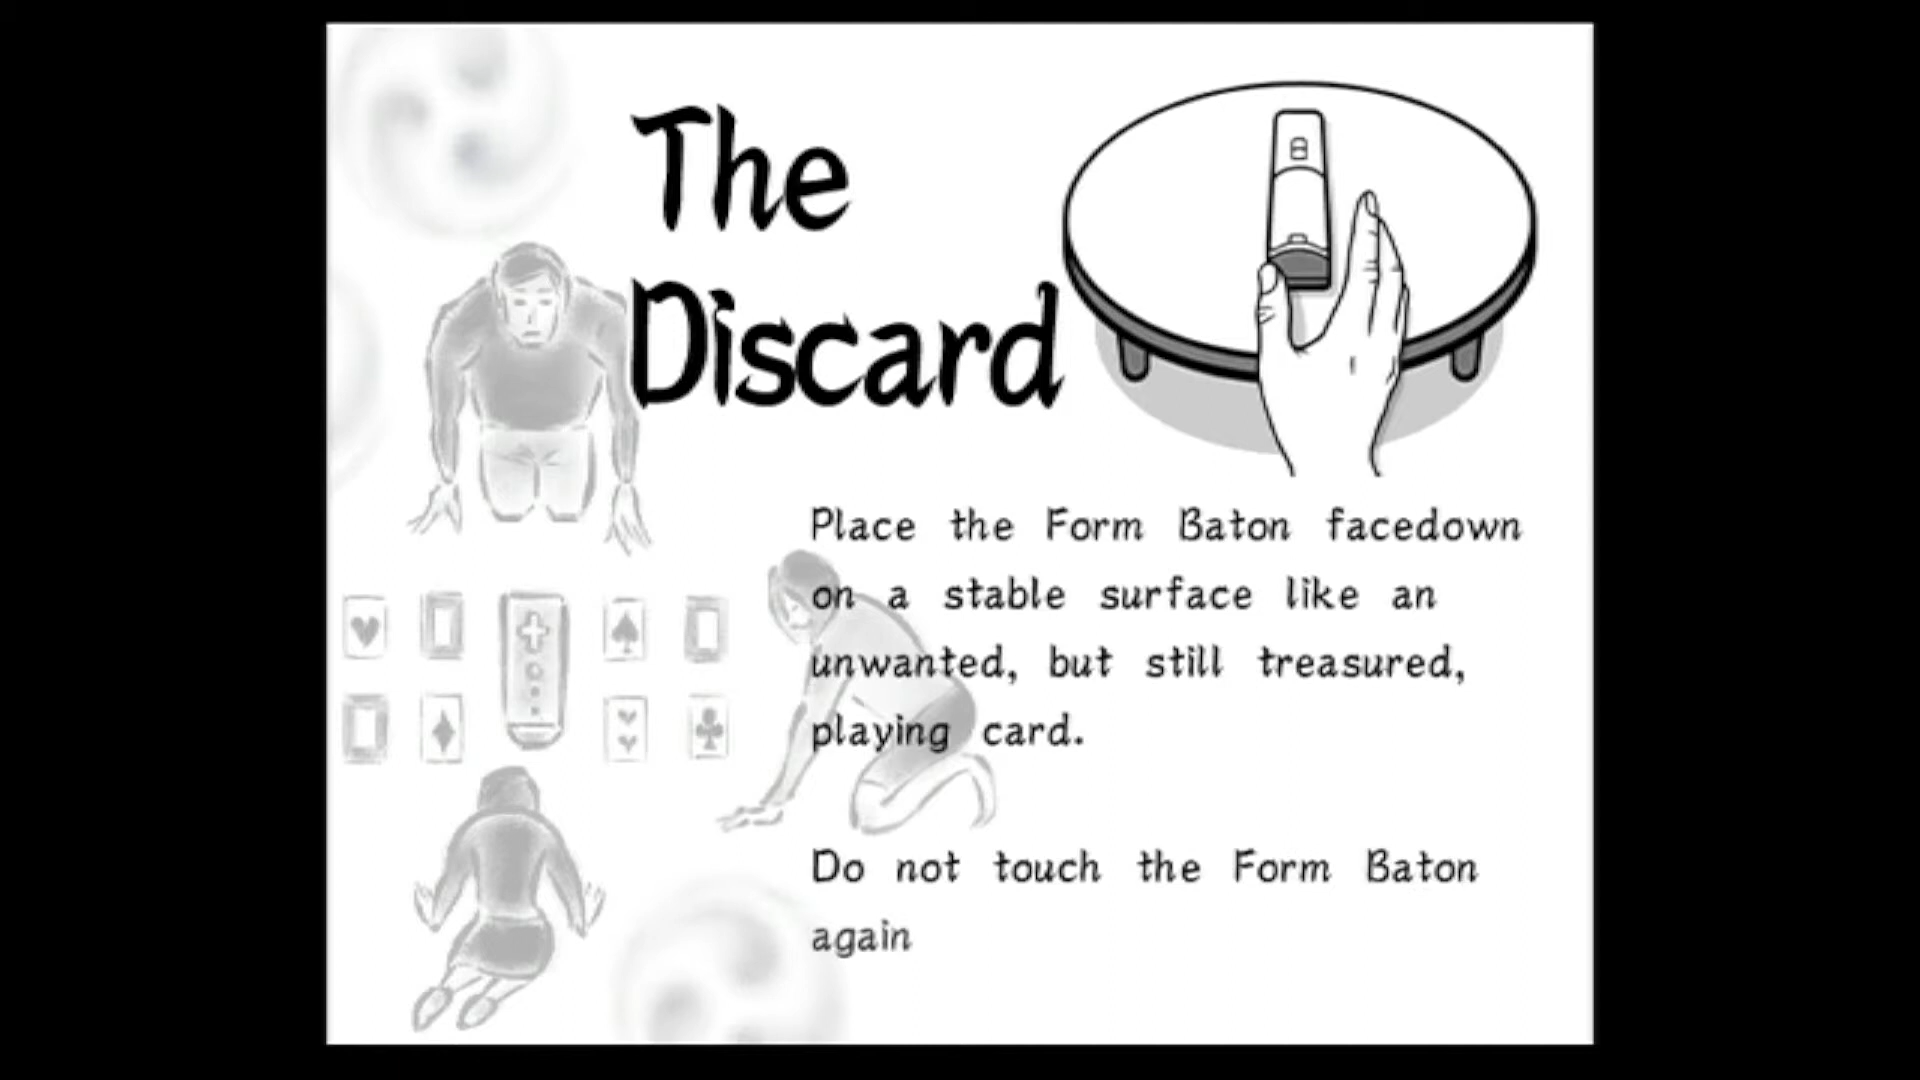 The
Discard
Place the Form Baton facedown
on a stable surface like an
unwanted, but still treasured,
playing card.
Do not touch the Form Baton
again